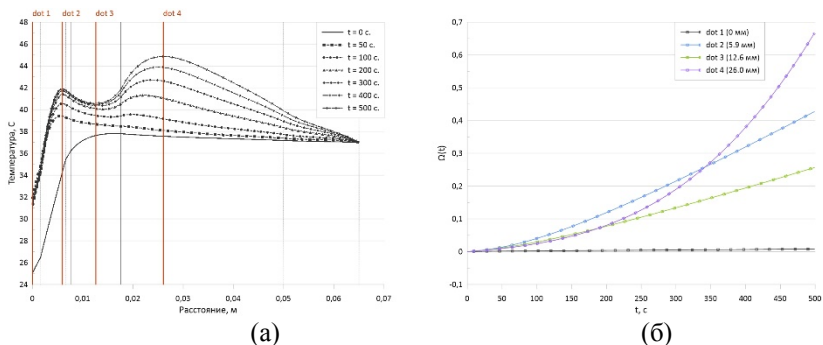 dot 1 dot 2 dot 3 dot 4
48
46
44
42
40
38
36
34
32
30
28
26
24
Температура, С
0 0,01 0,02 0,03 0,04 0,05 0,06 0,07
Расстояние, м
t = 0 с.
t = 50 с.
t = 100 с.
t = 200 с.
t = 300 с.
t = 400 с.
t = 500 с.
(а)
0,7
0,6
0,5
0,4
0,3
0,2
0,1
0
-0,1
Ω(t)
0 50 100 150 200 250 300 350 400 450 500
t, c
dot 1 (0 мм)
dot 2 (5.9 мм)
dot 3 (12.6 мм)
dot 4 (26.0 мм)
(б)